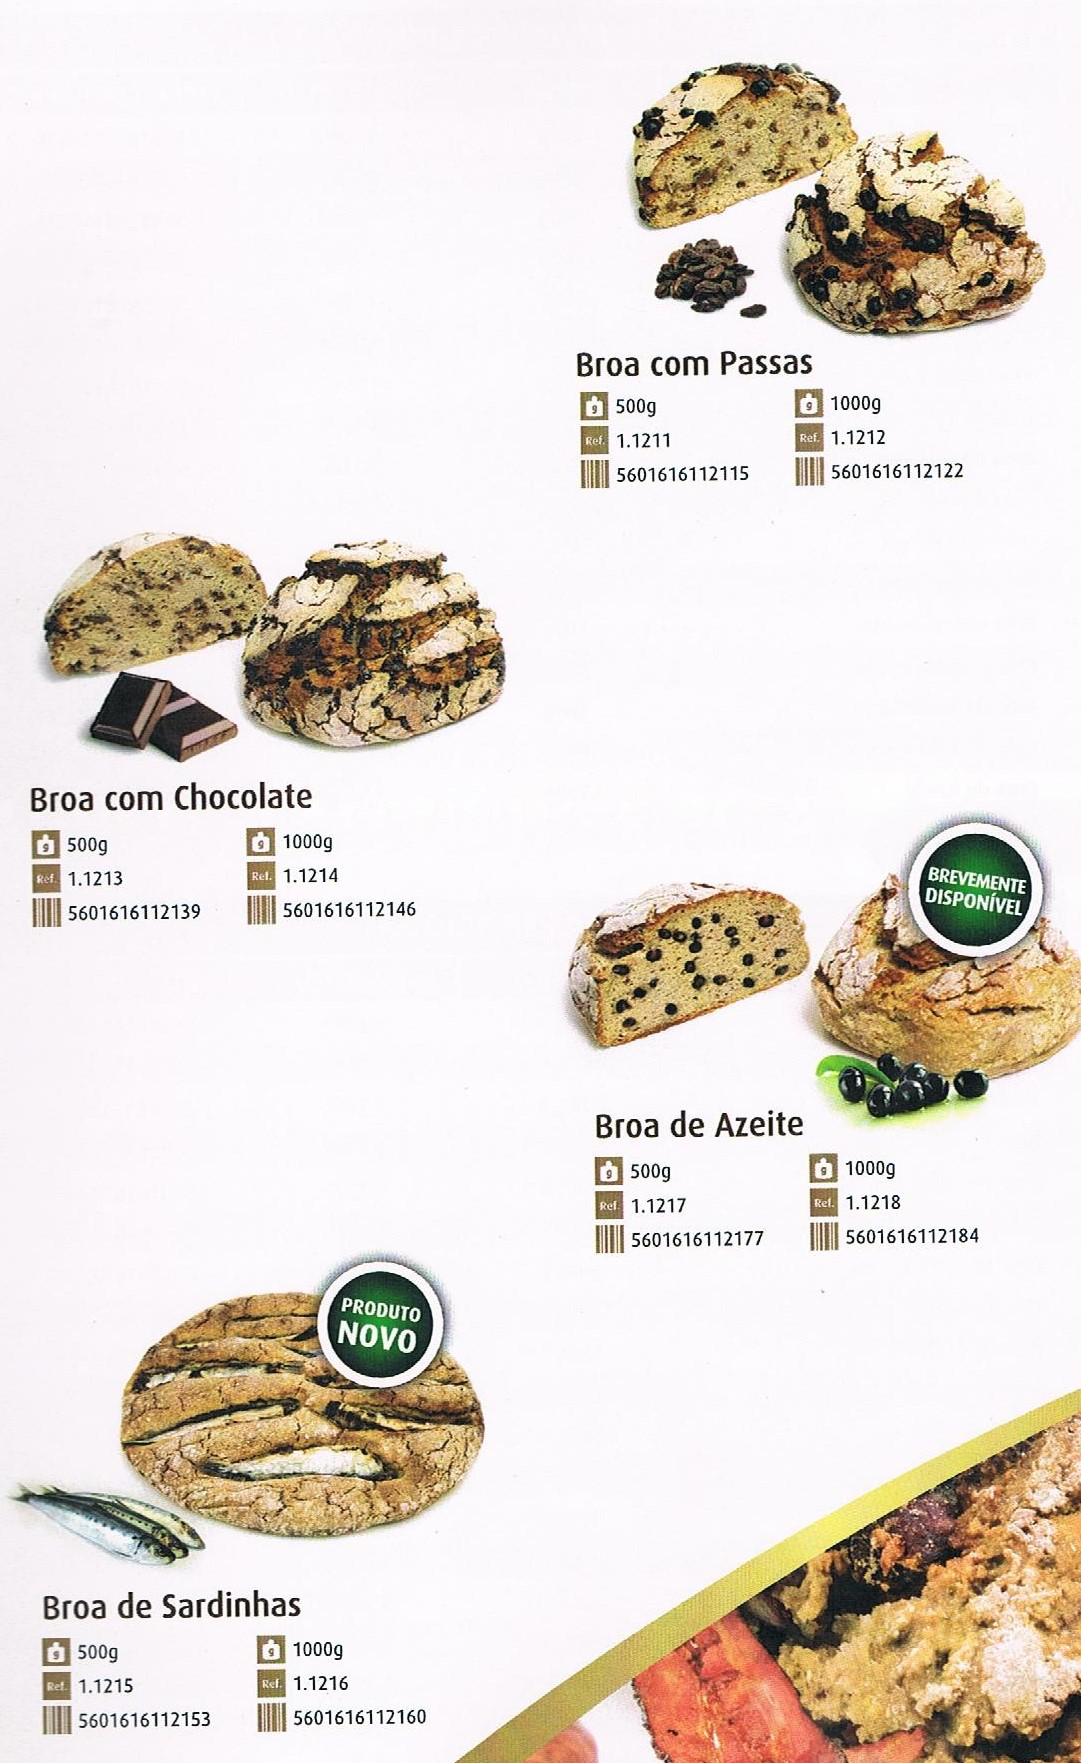 Broa com Passas
g 500g
g 1000g
Ref. 1.1211
Ref. 1.1212
5601616112115
5601616112122
Broa com Chocolate
g 500g
g 1000g
Ref. 1.1213
Ref. 1.1214
5601616112139
5601616112146
BREVEMENTE
DISPONÍVEL
Broa de Azeite
g 500g
g 1000g
Ref. 1.1217
Ref. 1.1218
5601616112177
5601616112184
PRODUTO
NOVO
Broa de Sardinhas
g 500g
g 1000g
Ref. 1.1215
Ref. 1.1216
5601616112153
5601616112160